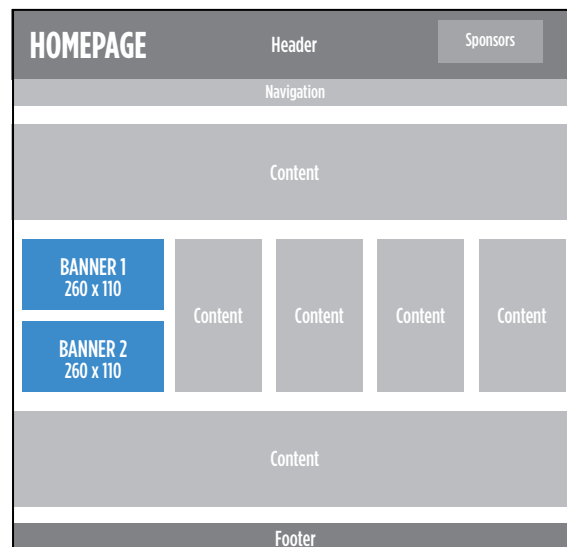 HOMEPAGE
Header
Sponsors
Navigation
Content
BANNER 1
260 x 110
BANNER 2
260 x 110
Content
Content
Content
Content
Content
Footer